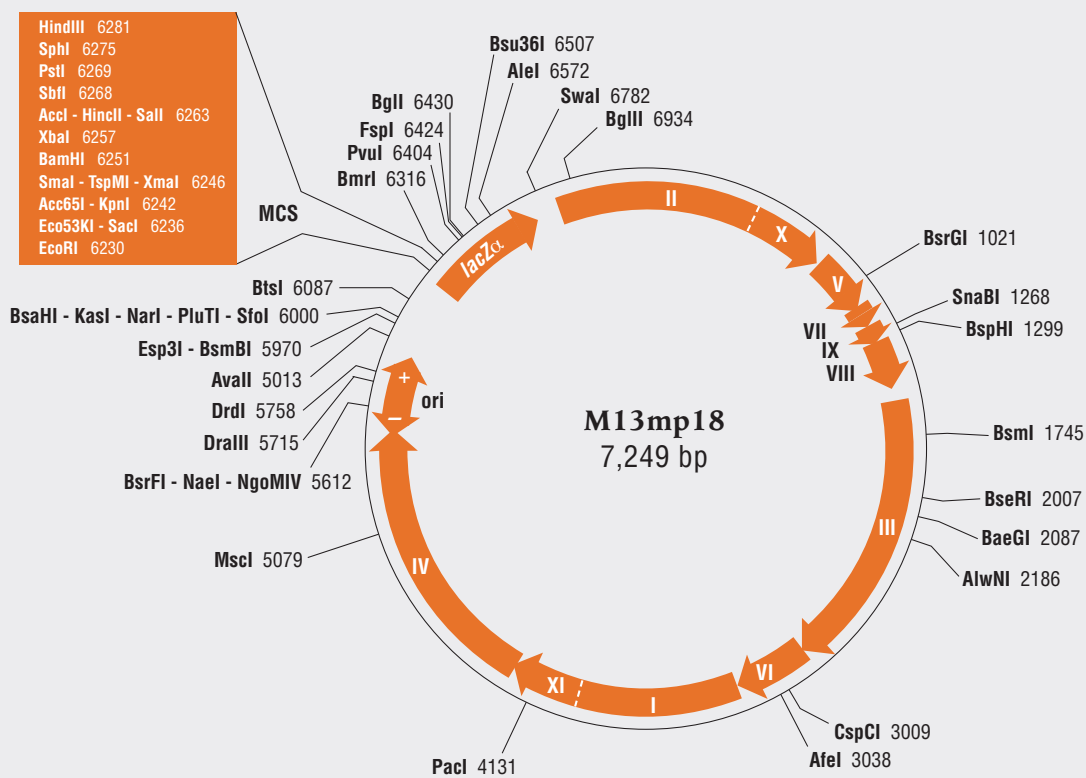 HindIII 6281
SphI 6275
PstI 6269
SbfI 6268
AccI - HincII - SalI 6263
XbaI 6257
BamHI 6251
SmaI - TspMI - XmaI 6246
Acc65I - KpnI 6242
Eco53KI - SacI 6236
EcoRI 6230
MCS
Bsu36I 6507
AleI 6572
SwaI 6782
BglII 6934
BglI 6430
FspI 6424
PvuI 6404
BmrI 6316
BtsI 6087
BsaHI - KasI - NarI - PluTI - SfoI 6000
Esp3I - BsmBI 5970
AvaII 5013
DrdI 5758
DraIII 5715
BsrFI - NaeI - NgoMIV 5612
MscI 5079
PacI 4131
AfeI 3038
CspCI 3009
AlwNI 2186
BaeGI 2087
BseRI 2007
BsmI 1745
BspHI 1299
SnaBI 1268
BsrGI 1021
lacZα
II
X
V
VII
IX
VIII
III
VI
I
XI
IV
+
ori
–
M13mp18
7,249 bp